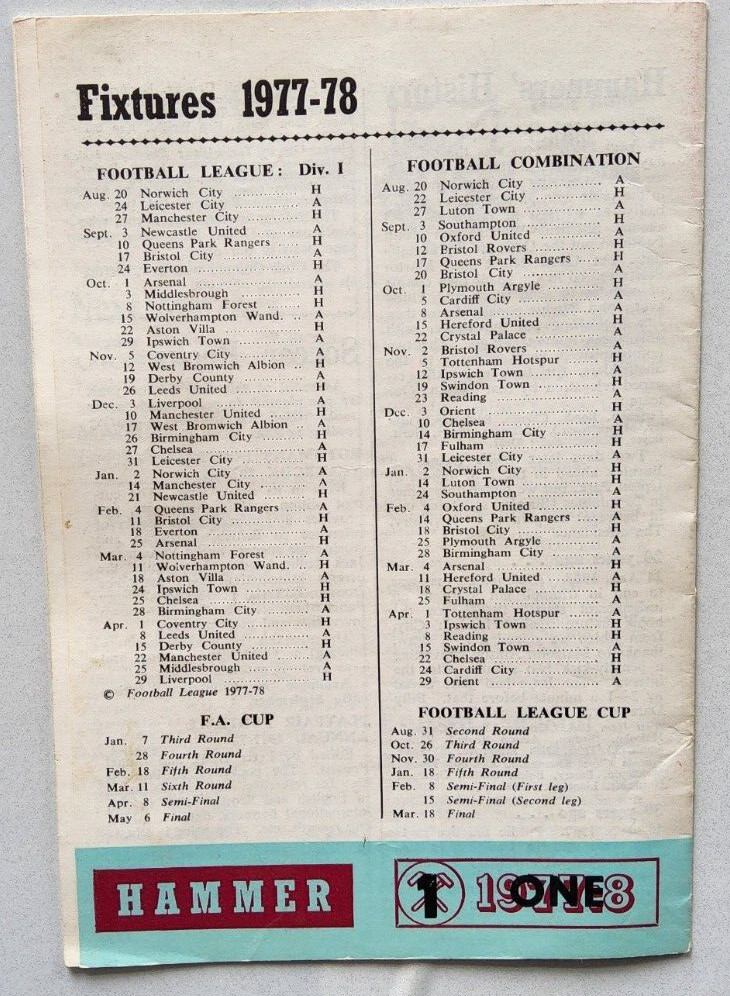 Fixtures 1977-78
FOOTBALL LEAGUE: Div. I
Aug. 20 Norwich City .............. H
24 Leicester City .............. A
27 Manchester City .......... H
Sept. 3 Newcastle United ........ A
10 Queens Park Rangers .... H
17 Bristol City ................ A
24 Everton .................... H
Oct. 1 Arsenal .................... A
3 Middlesbrough ............ H
8 Nottingham Forest ........ H
15 Wolverhampton Wand. .. A
22 Aston Villa ................ H
29 Ipswich Town ............ A
Nov. 5 Coventry City ............ A
12 West Bromwich Albion .. H
19 Derby County ............ A
26 Leeds United .............. H
Dec. 3 Liverpool .................. A
10 Manchester United ........ H
17 West Bromwich Albion .. A
26 Birmingham City .......... H
27 Chelsea .................... A
31 Leicester City .............. H
Jan. 2 Norwich City .............. A
14 Manchester City .......... A
21 Newcastle United ........ H
Feb. 4 Queens Park Rangers .... A
11 Bristol City ................ H
18 Everton .................... A
25 Arsenal .................... H
Mar. 4 Nottingham Forest ........ A
11 Wolverhampton Wand. .. H
18 Aston Villa ................ A
24 Ipswich Town ............ H
25 Chelsea .................... H
28 Birmingham City .......... A
Apr. 1 Coventry City ............ H
8 Leeds United .............. A
15 Derby County ............ H
22 Manchester United ........ A
25 Middlesbrough ............ A
29 Liverpool .................. H
© Football League 1977-78
F.A. CUP
Jan. 7 Third Round
28 Fourth Round
Feb. 18 Fifth Round
Mar. 11 Sixth Round
Apr. 8 Semi-Final
May 6 Final
FOOTBALL COMBINATION
Aug. 20 Norwich City .............. A
22 Leicester City .............. H
27 Luton Town .............. A
Sept. 3 Southampton .............. H
10 Oxford United ............ A
12 Bristol Rovers ............ H
17 Queens Park Rangers .... H
20 Bristol City ................ A
Oct. 1 Plymouth Argyle .......... H
5 Cardiff City ................ A
8 Arsenal .................... A
15 Hereford United .......... H
22 Crystal Palace ............ A
Nov. 2 Bristol Rovers ............ A
5 Tottenham Hotspur ...... H
12 Ipswich Town ............ A
19 Swindon Town ............ H
23 Reading .................... A
Dec. 3 Orient ...................... H
10 Chelsea .................... A
14 Birmingham City .......... H
17 Fulham .................... H
31 Leicester City .............. A
Jan. 2 Norwich City .............. H
14 Luton Town .............. H
24 Southampton .............. A
Feb. 4 Oxford United ............ H
14 Queens Park Rangers .... A
18 Bristol City ................ H
25 Plymouth Argyle .......... A
28 Birmingham City .......... A
Mar. 4 Arsenal .................... H
11 Hereford United .......... A
18 Crystal Palace ............ H
25 Fulham .................... A
Apr. 1 Tottenham Hotspur ...... A
3 Ipswich Town ............ H
8 Reading .................... H
15 Swindon Town ............ A
22 Chelsea .................... H
24 Cardiff City ................ H
29 Orient ...................... A
FOOTBALL LEAGUE CUP
Aug. 31 Second Round
Oct. 26 Third Round
Nov. 30 Fourth Round
Jan. 18 Fifth Round
Feb. 8 Semi-Final (First leg)
15 Semi-Final (Second leg)
Mar. 18 Final
HAMMER
1 1977-8 ONE